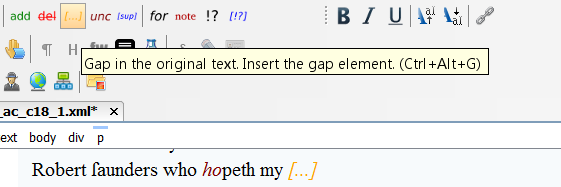 add del [...] unc [sup] for note !? [!?] B I U A a↓ A↓a
¶ H fw S
Gap in the original text. Insert the gap element. (Ctrl+Alt+G)
_ac_c18_1.xml* ×
ext body div p
Robert ſaunders who hopeth my [...]